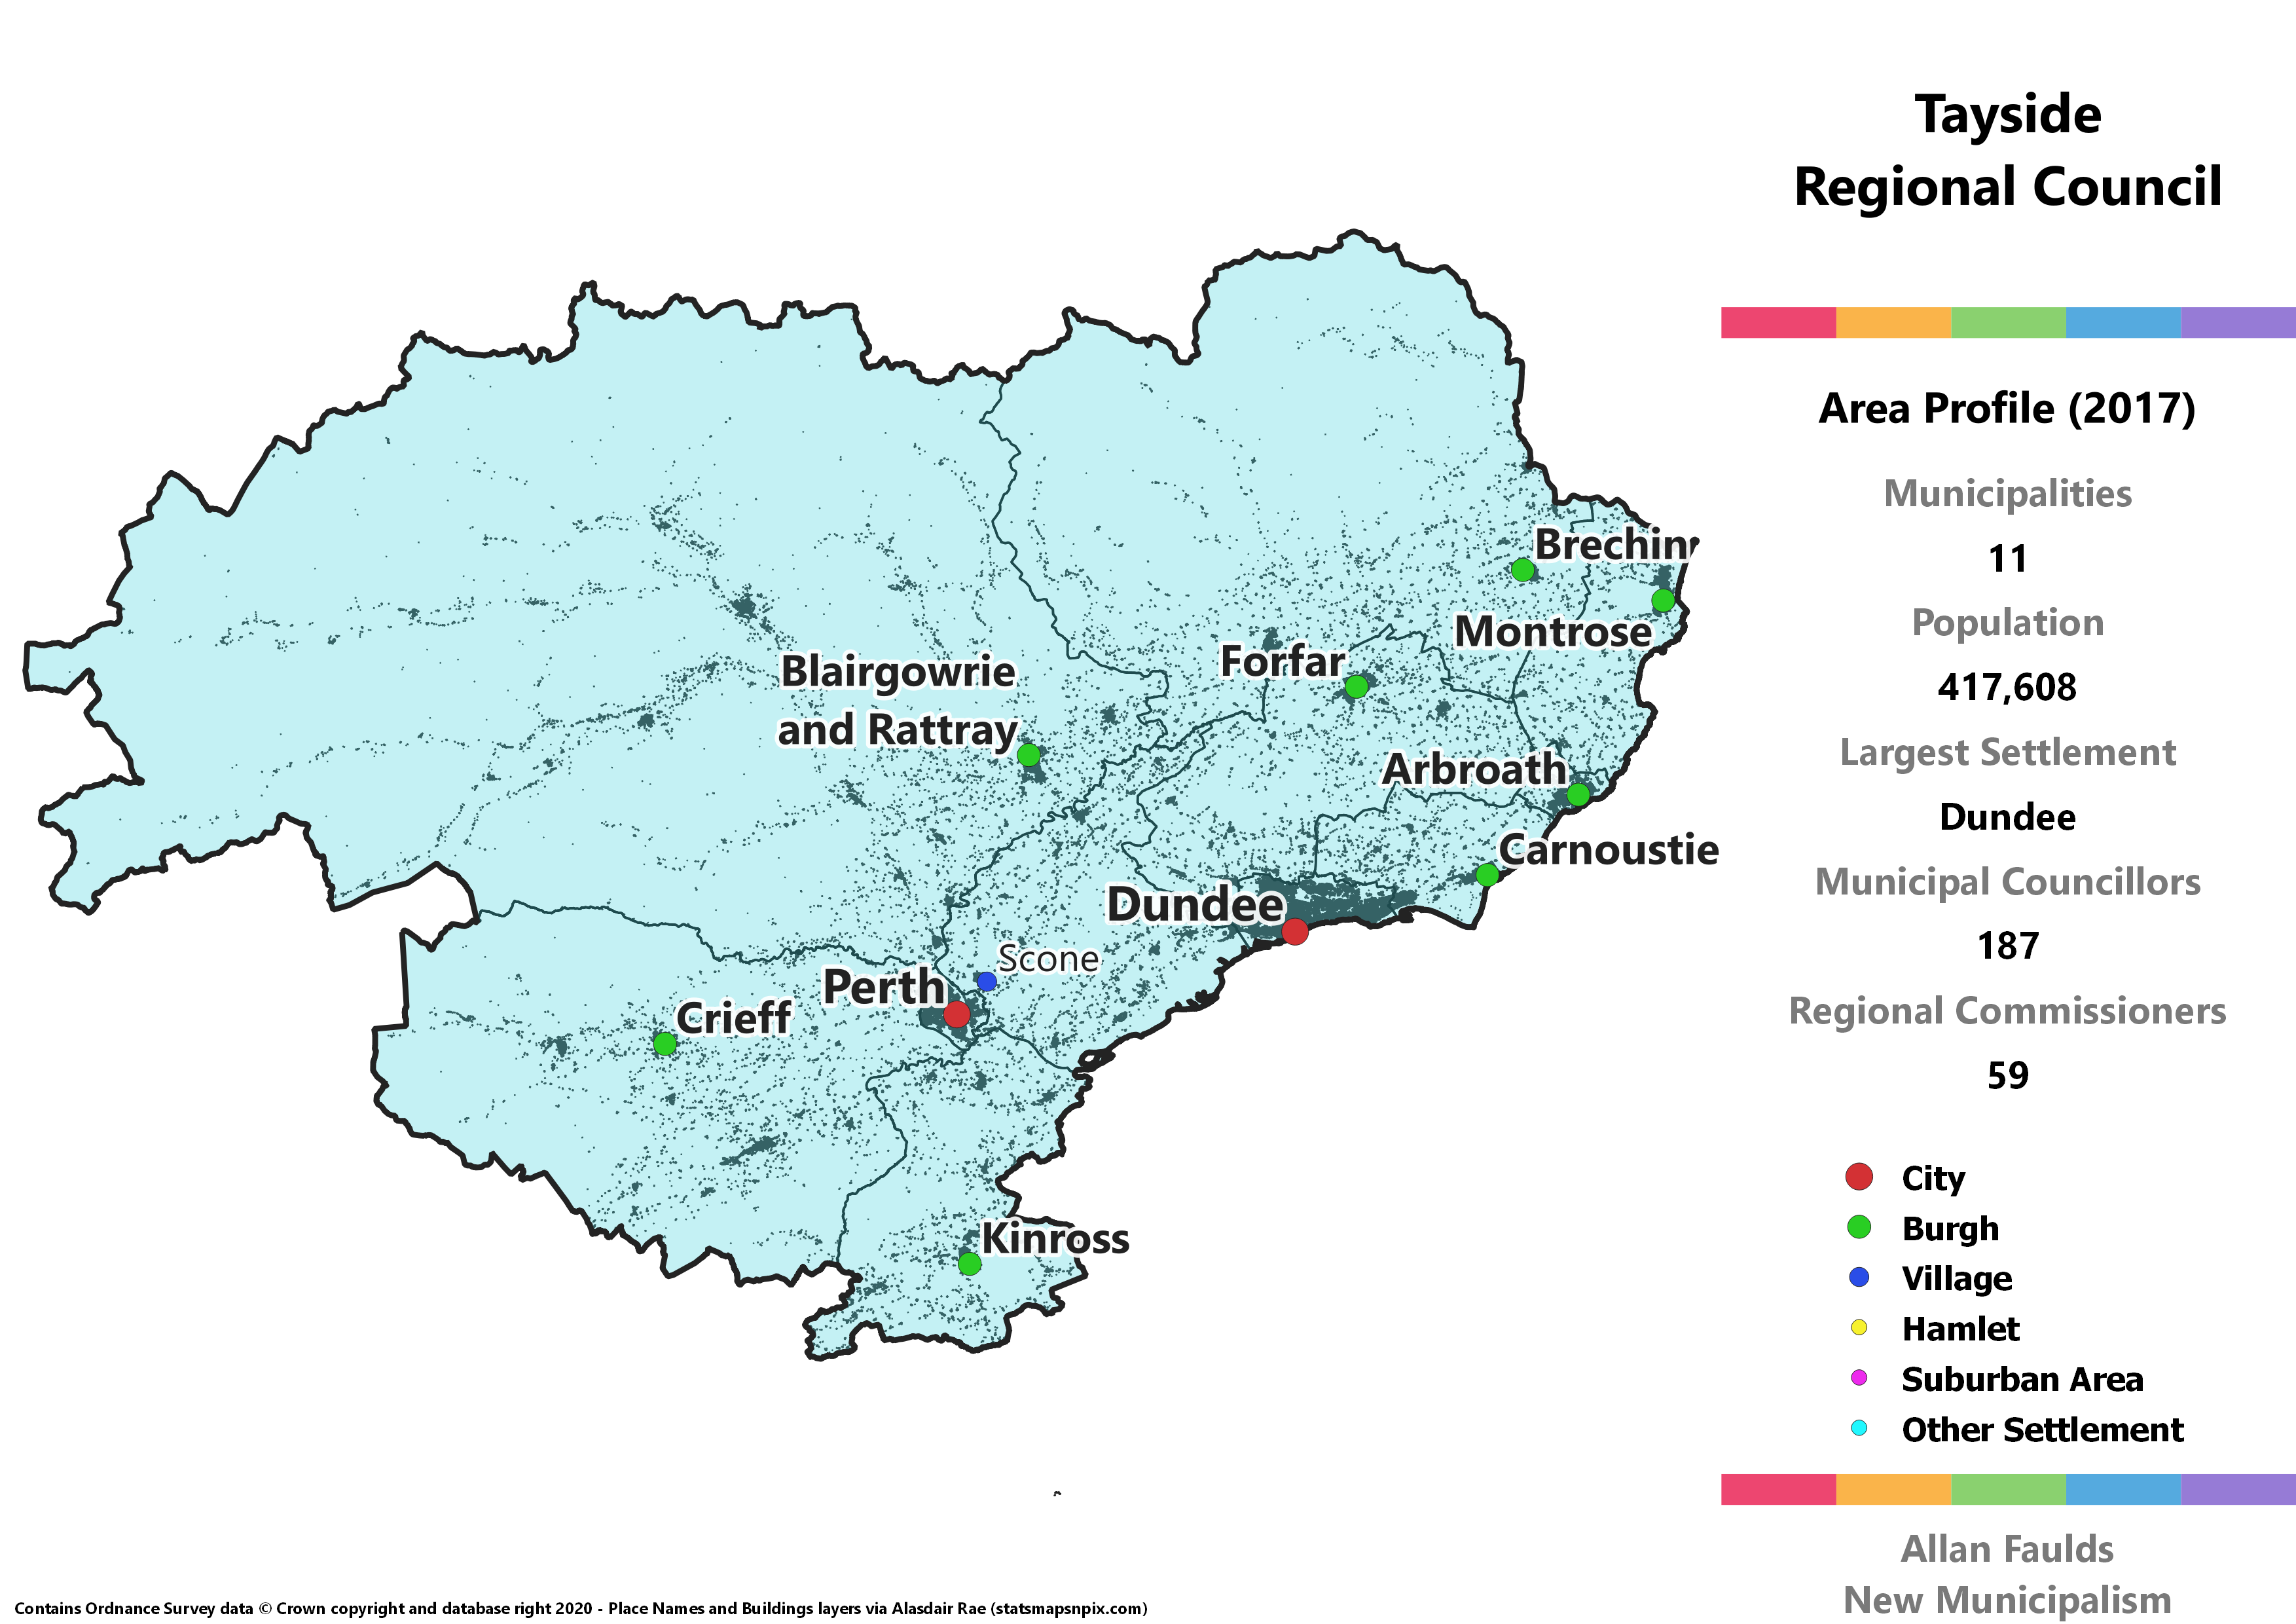 Tayside
Regional Council
Area Profile (2017)
Municipalities
11
Population
417,608
Largest Settlement
Dundee
Municipal Councillors
187
Regional Commissioners
59
City
Burgh
Village
Hamlet
Suburban Area
Other Settlement
Allan Faulds
New Municipalism
Brechin
Montrose
Forfar
Blairgowrie
and Rattray
Arbroath
Carnoustie
Dundee
Scone
Perth
Crieff
Kinross
Contains Ordnance Survey data © Crown copyright and database right 2020 - Place Names and Buildings layers via Alasdair Rae (statsmapsnpix.com)